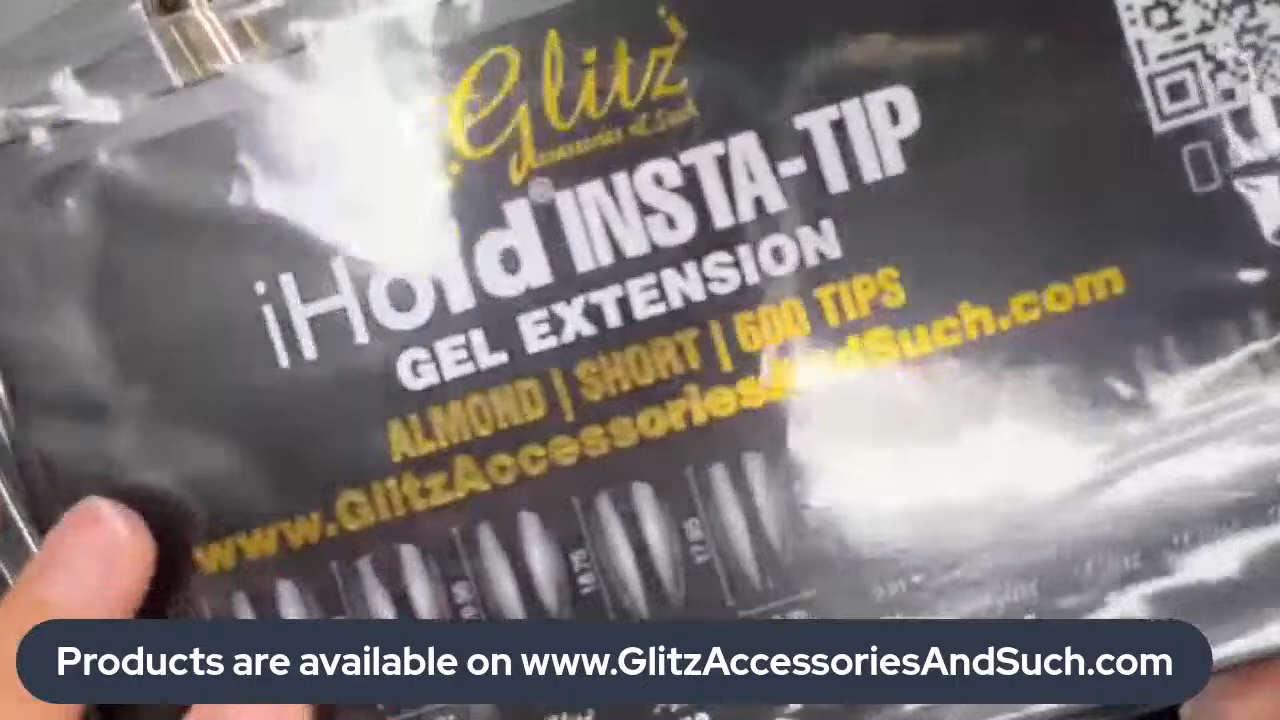 Glitz
Accessories & Such
iHold® INSTA-TIP
GEL EXTENSION
ALMOND | SHORT | 600 TIPS
www.GlitzAccessoriesAndSuch.com
Products are available on www.GlitzAccessoriesAndSuch.com